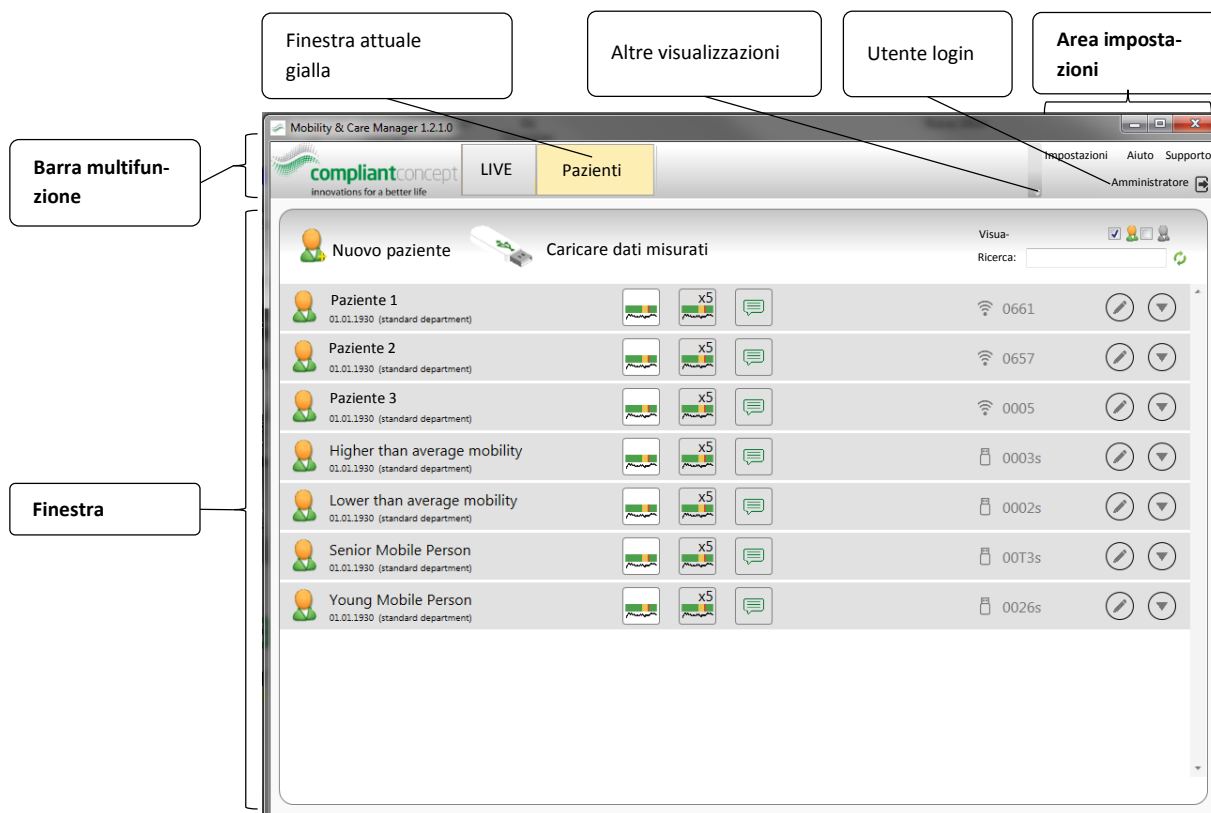 Finestra attuale
gialla
Altre visualizzazioni
Utente login
Area imposta-
zioni
Barra multifun-
zione
Finestra
Mobility & Care Manager 1.2.1.0
compliantconcept
innovations for a better life
LIVE
Pazienti
Impostazioni Aiuto Supporto
Amministratore
Nuovo paziente
Caricare dati misurati
Visua-
Ricerca:
Paziente 1
01.01.1930 (standard department)
x5
0661
Paziente 2
01.01.1930 (standard department)
x5
0657
Paziente 3
01.01.1930 (standard department)
x5
0005
Higher than average mobility
01.01.1930 (standard department)
x5
0003s
Lower than average mobility
01.01.1930 (standard department)
x5
0002s
Senior Mobile Person
01.01.1930 (standard department)
x5
00T3s
Young Mobile Person
01.01.1930 (standard department)
x5
0026s